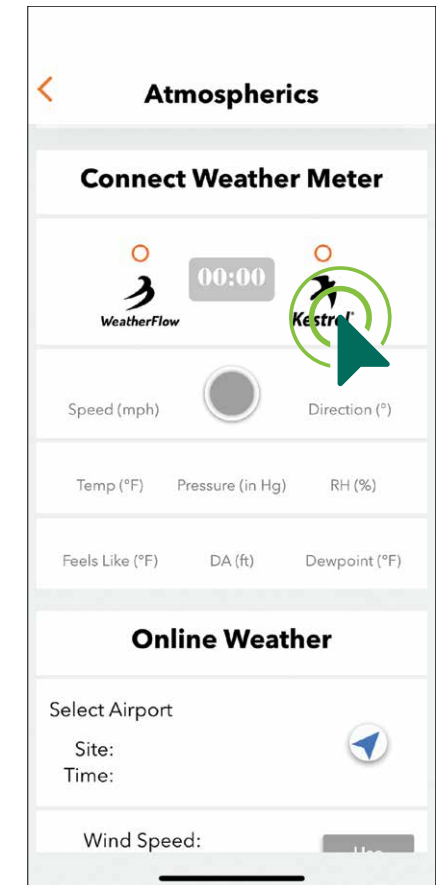 Atmospherics
Connect Weather Meter
00:00
WeatherFlow
Kestrel®
Speed (mph)
Direction (°)
Temp (°F) Pressure (in Hg) RH (%)
Feels Like (°F) DA (ft) Dewpoint (°F)
Online Weather
Select Airport
Site:
Time:
Wind Speed:
Use